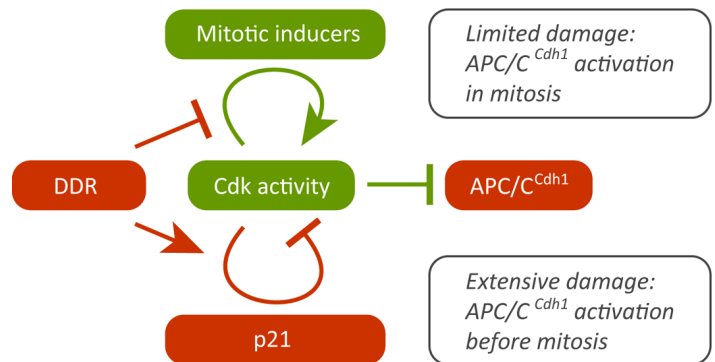 Mitotic inducers
Limited damage:
APC/C Cdh1 activation
in mitosis
DDR
Cdk activity
APC/C Cdh1
p21
Extensive damage:
APC/C Cdh1 activation
before mitosis